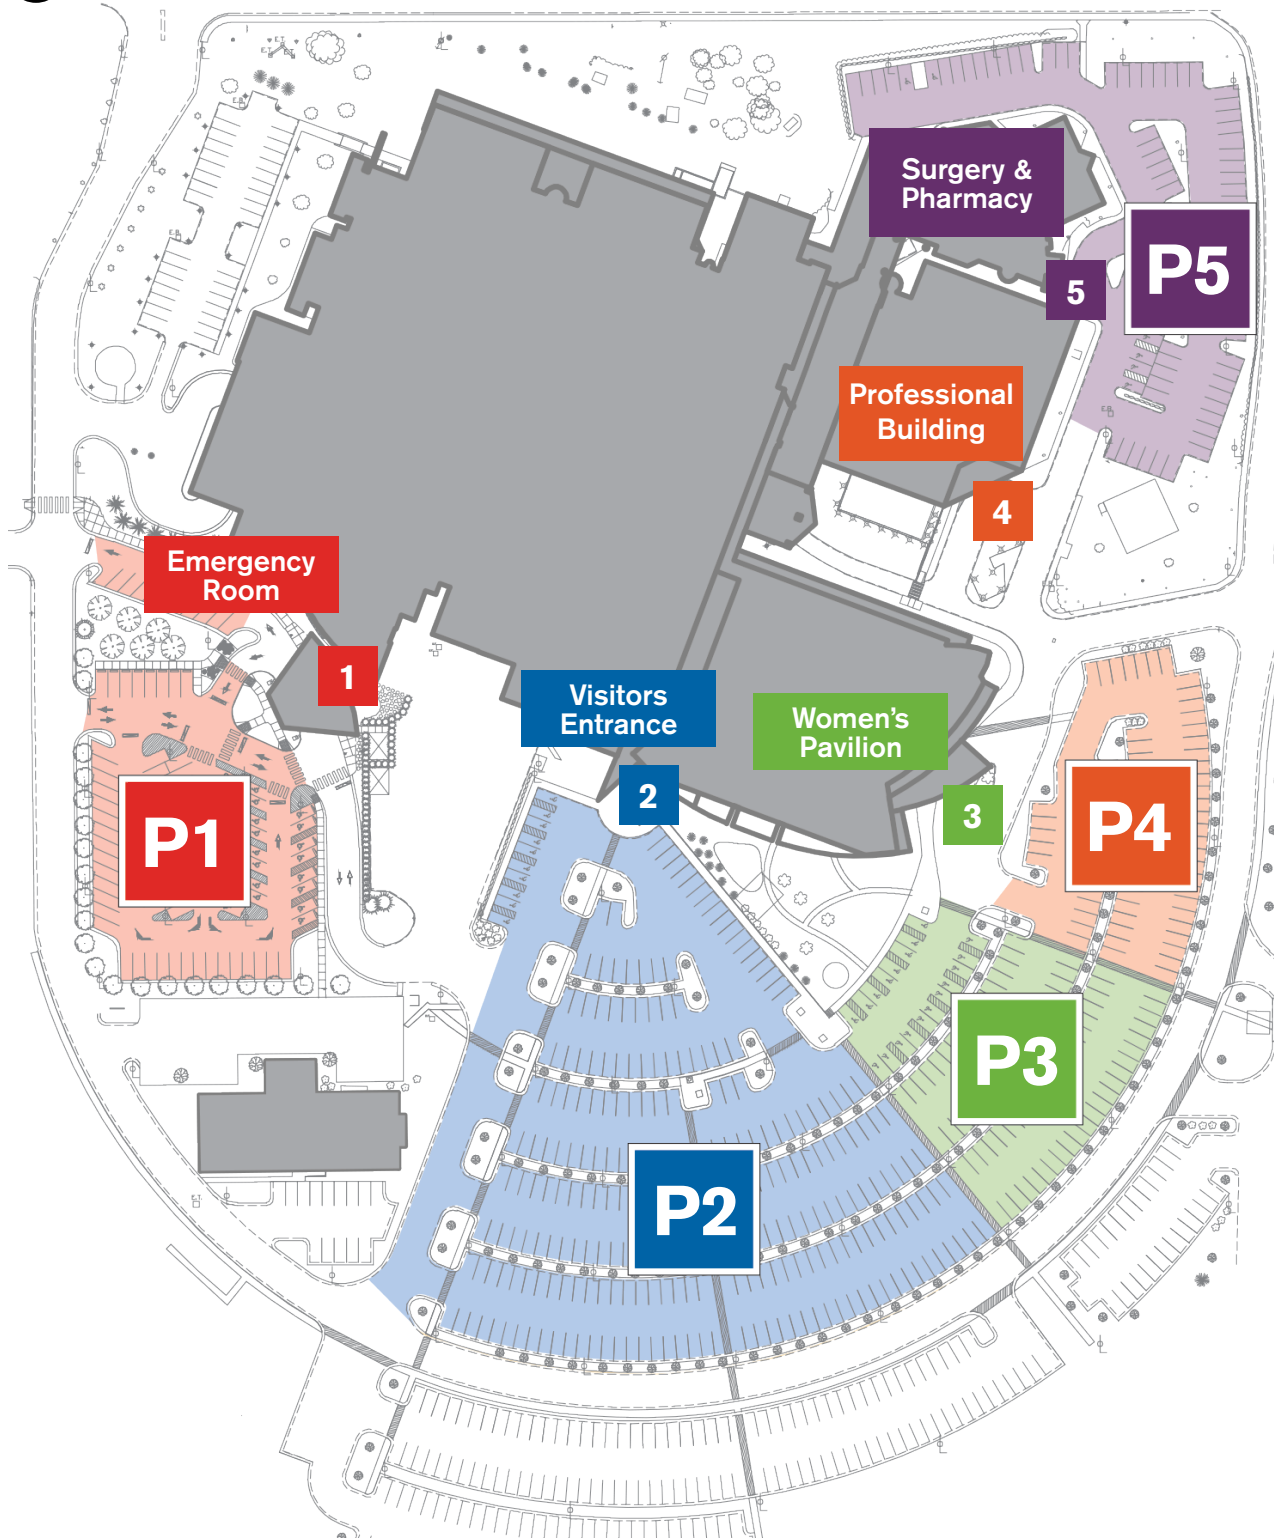 Surgery &
Pharmacy
P5
5
Professional
Building
4
Emergency
Room
1
Visitors
Entrance
2
Women's
Pavilion
3
P4
P1
P3
P2